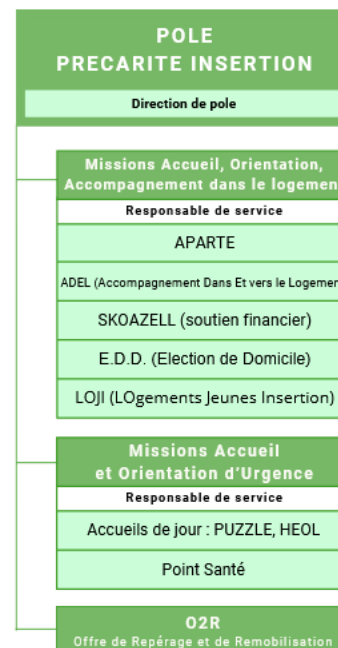 POLE
PRECARITE INSERTION
Direction de pole
Missions Accueil, Orientation,
Accompagnement dans le logemen
Responsable de service
APARTE
ADEL (Accompagnement Dans Et vers le Logemen
SKOAZELL (soutien financier)
E.D.D. (Election de Domicile)
LOJI (LOgements Jeunes Insertion)
Missions Accueil
et Orientation d'Urgence
Responsable de service
Accueils de jour : PUZZLE, HEOL
Point Santé
O2R
Offre de Repérage et de Remobilisation